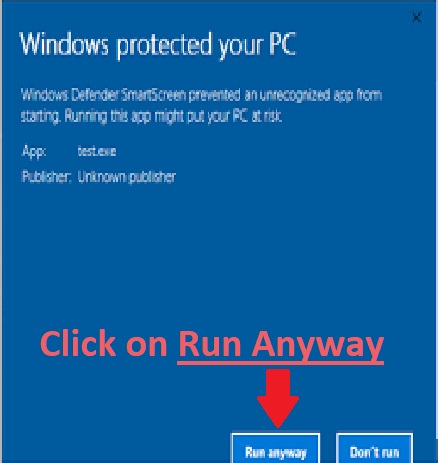 Windows protected your PC
Windows Defender SmartScreen prevented an unrecognized app from
starting. Running this app might put your PC at risk.
App: test.exe
Publisher: Unknown publisher
Click on Run Anyway
Run anyway Don't run